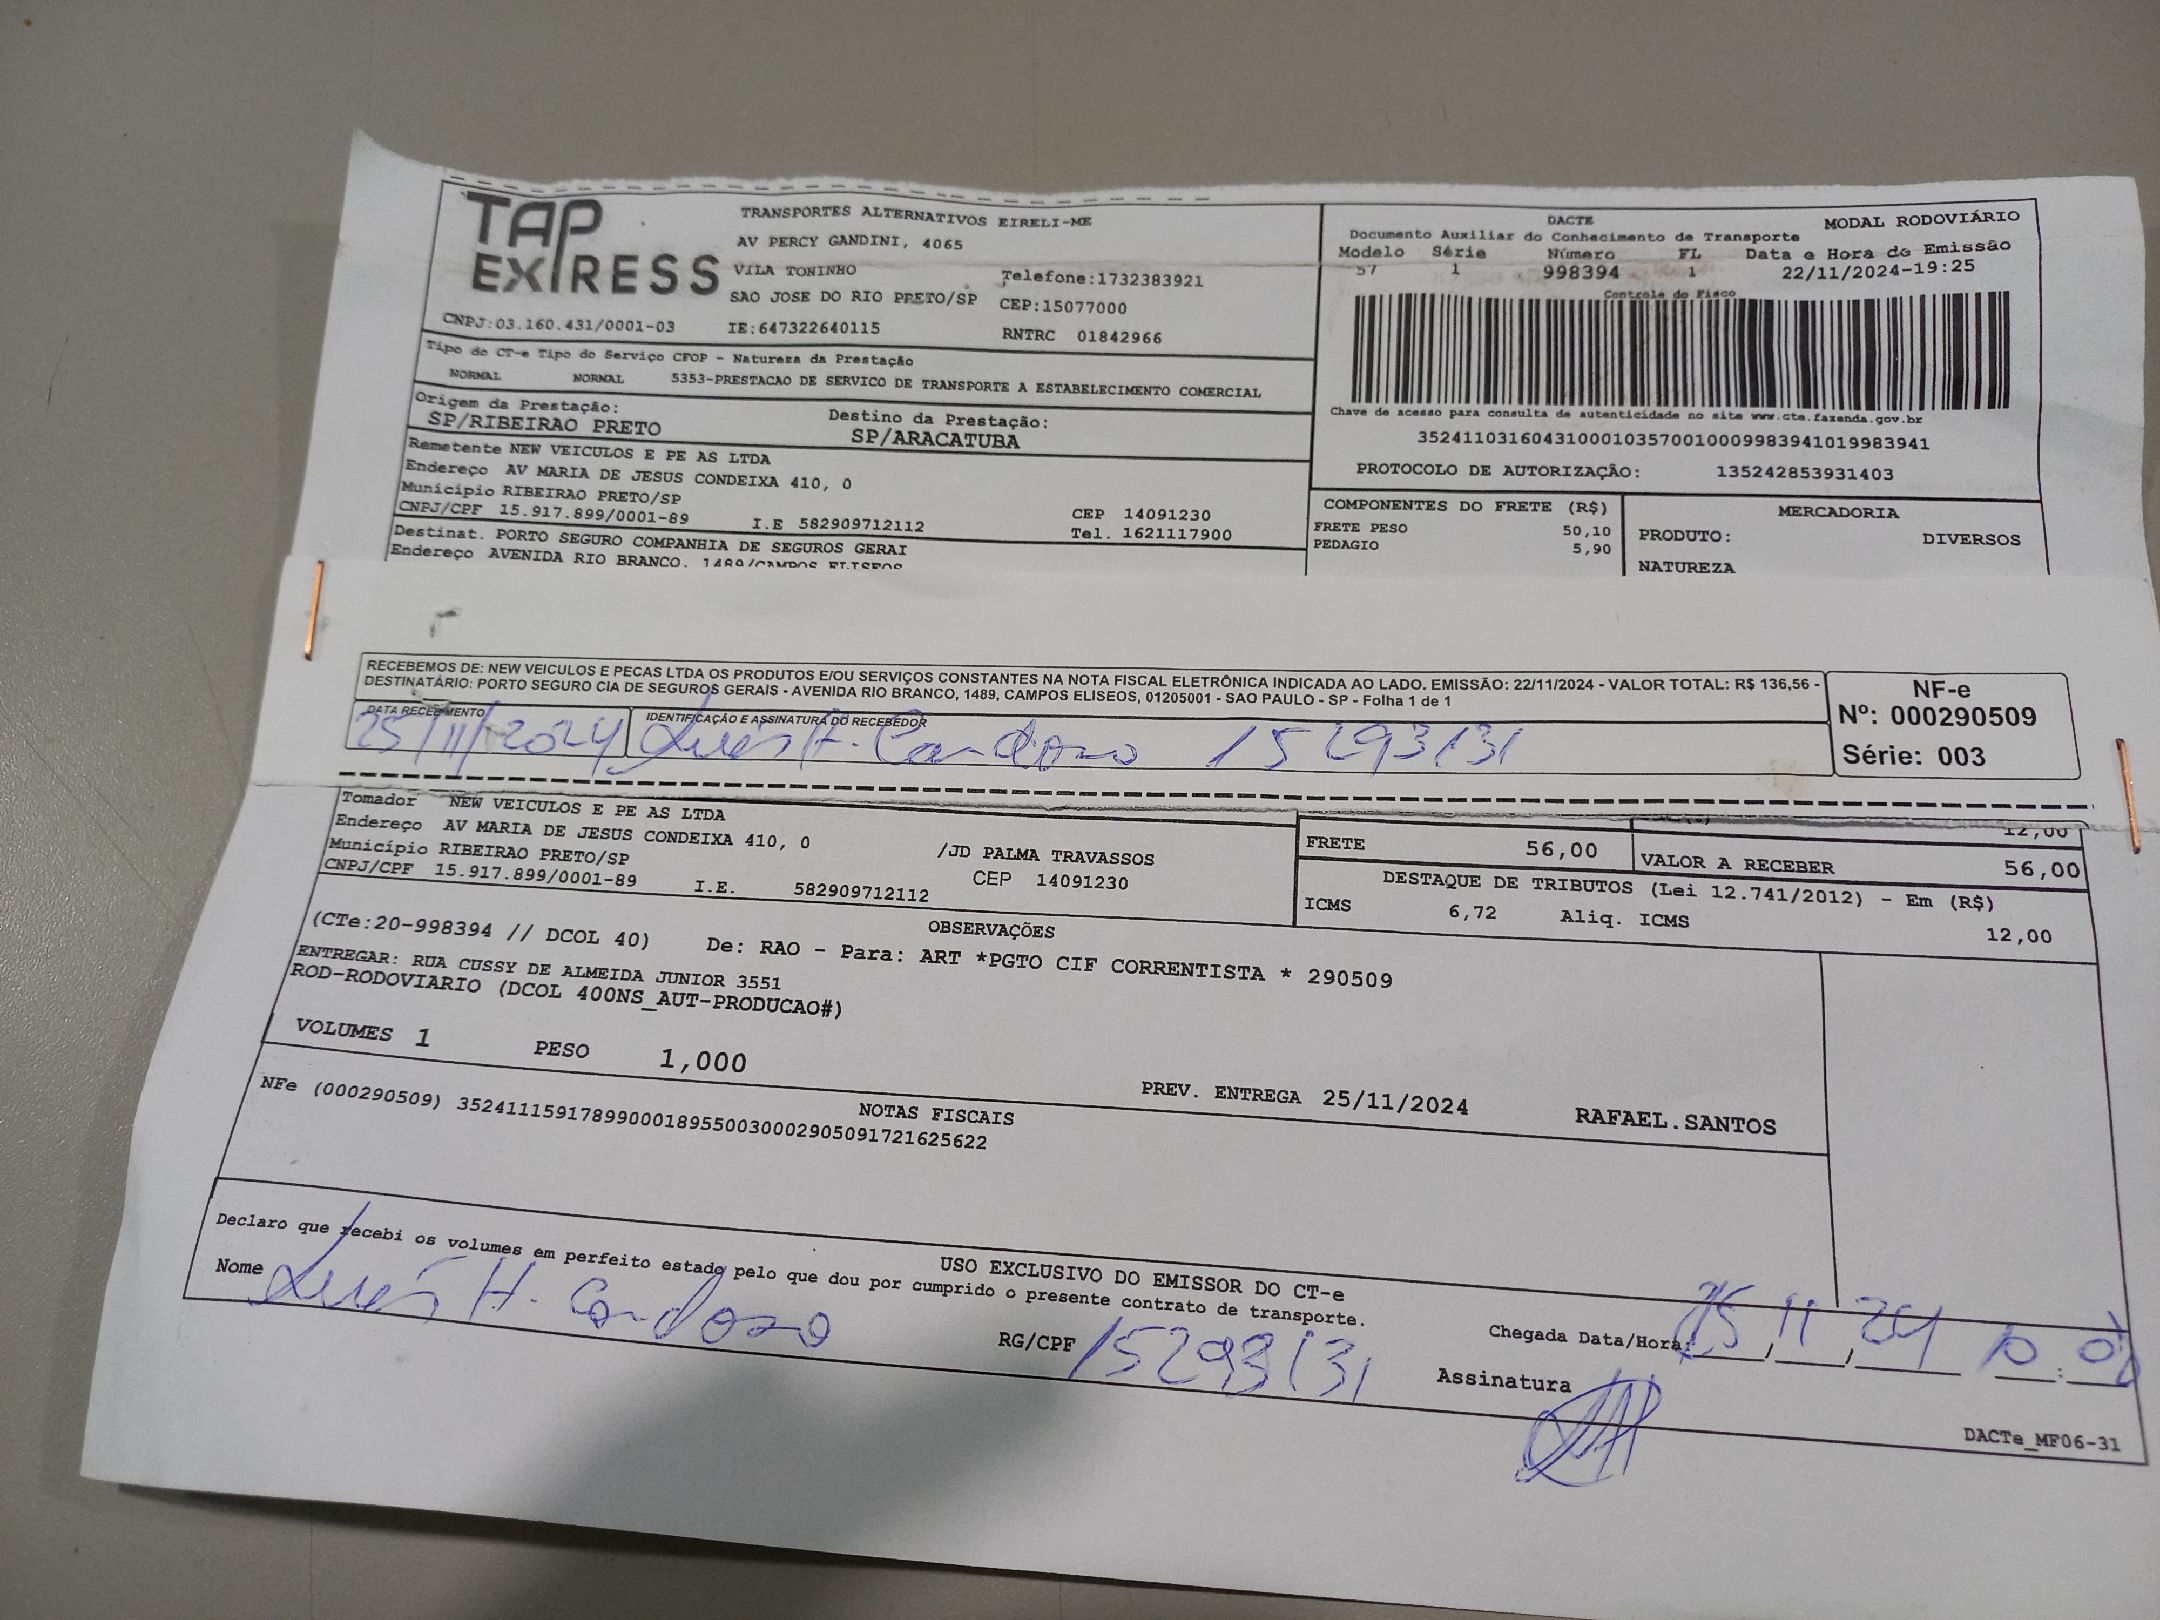 TAP EXPRESS
TRANSPORTES ALTERNATIVOS EIRELI-ME
AV PERCY GANDINI, 4065
VILA TONINHO Telefone:1732383921
SAO JOSE DO RIO PRETO/SP CEP:15077000
CNPJ:03.160.431/0001-03 IE:647322640115 RNTRC 01842966
DACTE MODAL RODOVIÁRIO
Documento Auxiliar do Conhecimento de Transporte
Modelo Série Número FL Data e Hora de Emissão
57 1 998394 1 22/11/2024-19:25
Controle do Fisco
Chave de acesso para consulta de autenticidade no site www.cte.fazenda.gov.br
35241103160431000103570010009983941019983941
PROTOCOLO DE AUTORIZAÇÃO: 135242853931403
Tipo do CT-e Tipo do Serviço CFOP - Natureza da Prestação
NORMAL NORMAL 5353-PRESTACAO DE SERVICO DE TRANSPORTE A ESTABELECIMENTO COMERCIAL
Origem da Prestação: Destino da Prestação:
SP/RIBEIRAO PRETO SP/ARACATUBA
Remetente NEW VEICULOS E PE AS LTDA
Endereço AV MARIA DE JESUS CONDEIXA 410, 0
Município RIBEIRAO PRETO/SP CEP 14091230
CNPJ/CPF 15.917.899/0001-89 I.E 582909712112 Tel. 1621117900
Destinat. PORTO SEGURO COMPANHIA DE SEGUROS GERAI
Endereço AVENIDA RIO BRANCO, 1489/CAMPOS ELISEOS
COMPONENTES DO FRETE (R$) MERCADORIA
FRETE PESO 50,10 PRODUTO: DIVERSOS
PEDAGIO 5,90 NATUREZA
RECEBEMOS DE: NEW VEICULOS E PECAS LTDA OS PRODUTOS E/OU SERVIÇOS CONSTANTES NA NOTA FISCAL ELETRÔNICA INDICADA AO LADO. EMISSÃO: 22/11/2024 - VALOR TOTAL: R$ 136,56 -
DESTINATÁRIO: PORTO SEGURO CIA DE SEGUROS GERAIS - AVENIDA RIO BRANCO, 1489, CAMPOS ELISEOS, 01205001 - SAO PAULO - SP - Folha 1 de 1
NF-e
Nº: 000290509
Série: 003
DATA RECEBIMENTO IDENTIFICAÇÃO E ASSINATURA DO RECEBEDOR
25/11/2024 Luis H. Cardozo 15293131
Tomador NEW VEICULOS E PE AS LTDA
Endereço AV MARIA DE JESUS CONDEIXA 410, 0 /JD PALMA TRAVASSOS
Município RIBEIRAO PRETO/SP CEP 14091230
CNPJ/CPF 15.917.899/0001-89 I.E. 582909712112
12,00
FRETE 56,00 VALOR A RECEBER 56,00
DESTAQUE DE TRIBUTOS (Lei 12.741/2012) - Em (R$)
ICMS 6,72 Aliq. ICMS 12,00
OBSERVAÇÕES
(CTe:20-998394 // DCOL 40) De: RAO - Para: ART *PGTO CIF CORRENTISTA * 290509
ENTREGAR: RUA CUSSY DE ALMEIDA JUNIOR 3551
ROD-RODOVIARIO (DCOL 400NS_AUT-PRODUCAO#)
VOLUMES 1 PESO 1,000 PREV. ENTREGA 25/11/2024 RAFAEL.SANTOS
NOTAS FISCAIS
NFe (000290509) 35241115917899000189550030002905091721625622
USO EXCLUSIVO DO EMISSOR DO CT-e
Declaro que recebi os volumes em perfeito estado pelo que dou por cumprido o presente contrato de transporte.
Nome Luis H. Cardozo RG/CPF 15293131 Chegada Data/Hora: 25/11/24 10:
Assinatura
DACTe_MF06-31